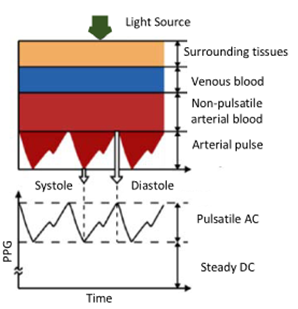 Light Source
Surrounding tissues
Venous blood
Non-pulsatile
arterial blood
Arterial pulse
Systole
Diastole
Pulsatile AC
Steady DC
PPG
Time